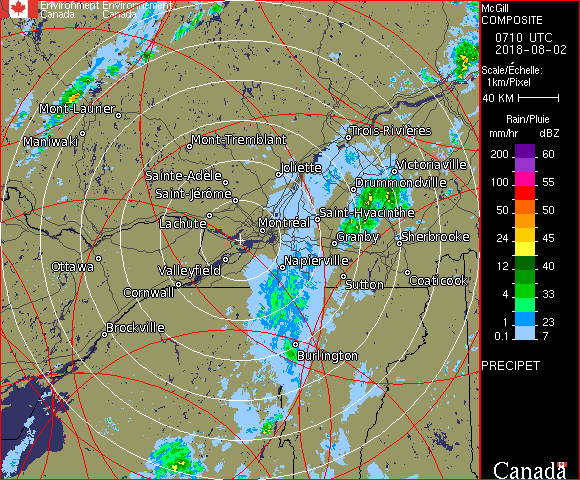 Environment Environnement
Canada Canada
McGill
COMPOSITE
0710 UTC
2018-08-02
Scale/Échelle:
1km/Pixel
40 KM
Rain/Pluie
mm/hr dBZ
200 60
100 55
50 50
24 45
12 40
4 33
1 23
0.1 7
PRECIPET
Canada
Mont-Laurier
Maniwaki
Mont-Tremblant
Trois-Rivières
Joliette
Victoriaville
Sainte-Adèle
Drummondville
Saint-Jérôme
Saint-Hyacinthe
Lachute
Montréal
Granby
Sherbrooke
Ottawa
Napierville
Valleyfield
Coaticook
Sutton
Cornwall
Brockville
Burlington